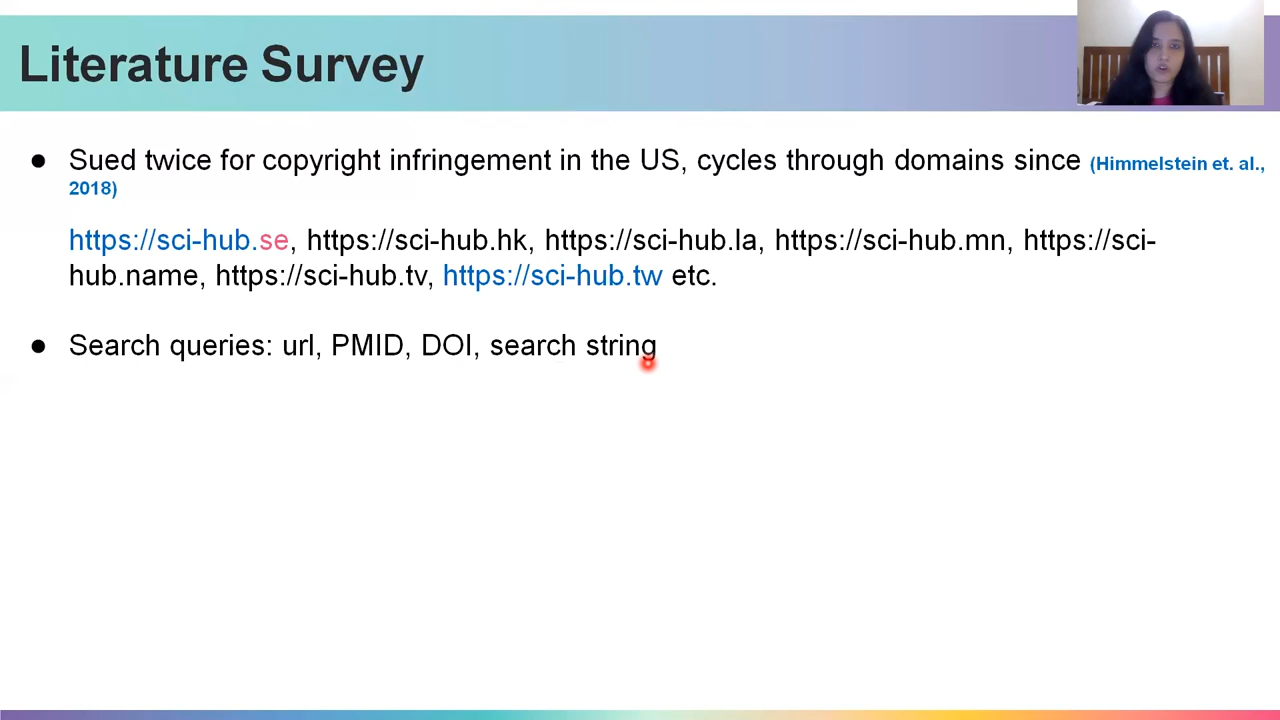 Literature Survey
● Sued twice for copyright infringement in the US, cycles through domains since (Himmelstein et. al.,
2018)
https://sci-hub.se, https://sci-hub.hk, https://sci-hub.la, https://sci-hub.mn, https://sci-
hub.name, https://sci-hub.tv, https://sci-hub.tw etc.
● Search queries: url, PMID, DOI, search string